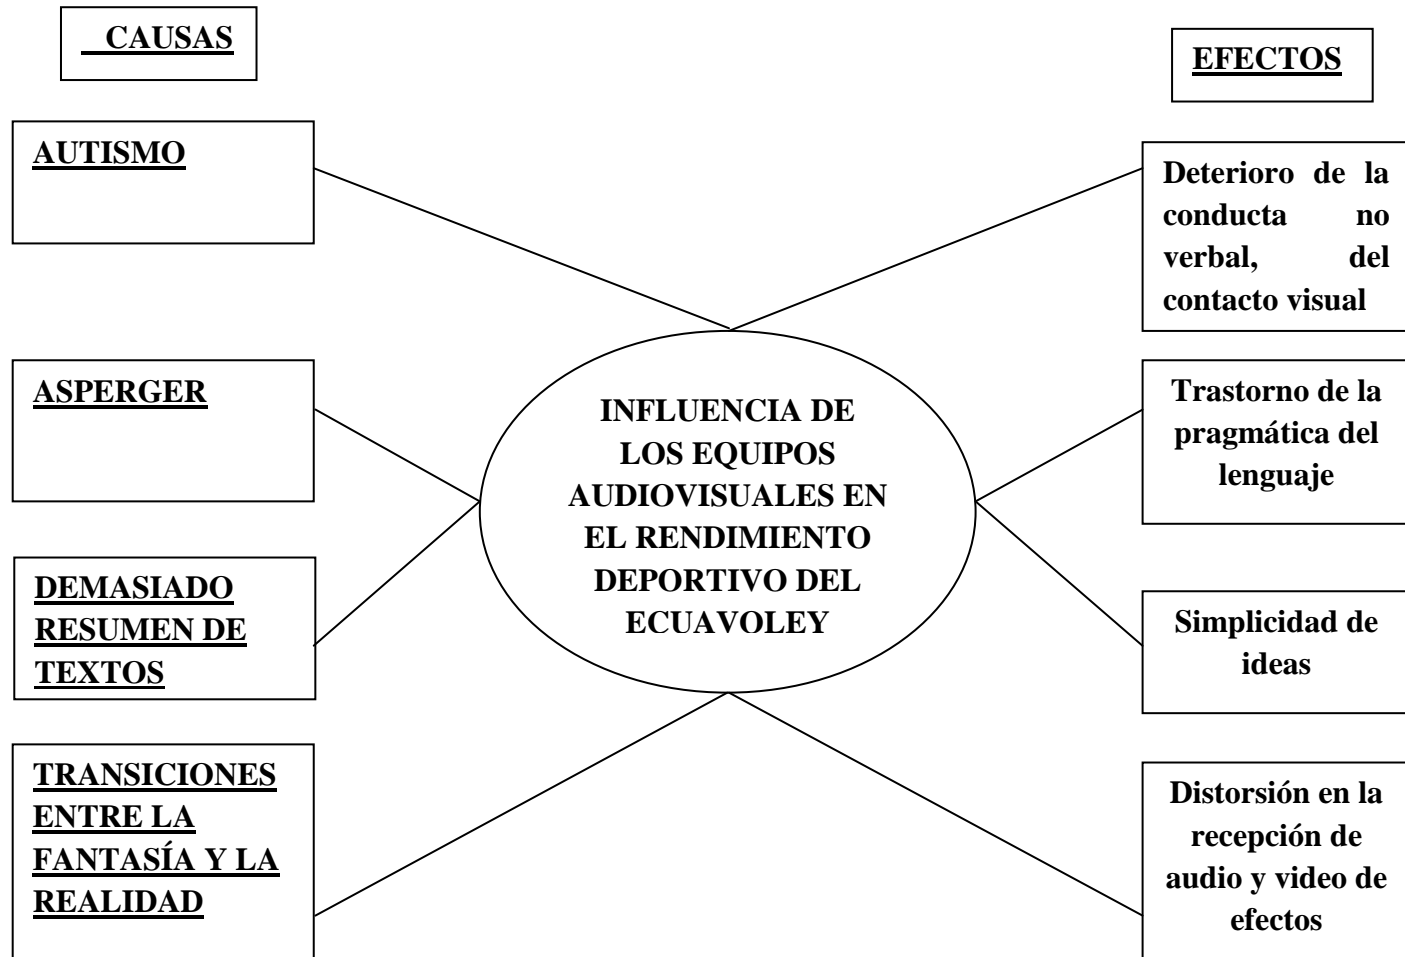 CAUSAS
EFECTOS
AUTISMO
Deterioro de la
conducta no
verbal, del
contacto visual
ASPERGER
Trastorno de la
pragmática del
lenguaje
INFLUENCIA DE
LOS EQUIPOS
AUDIOVISUALES EN
EL RENDIMIENTO
DEPORTIVO DEL
ECUAVOLEY
DEMASIADO
RESUMEN DE
TEXTOS
Simplicidad de
ideas
TRANSICIONES
ENTRE LA
FANTASÍA Y LA
REALIDAD
Distorsión en la
recepción de
audio y video de
efectos